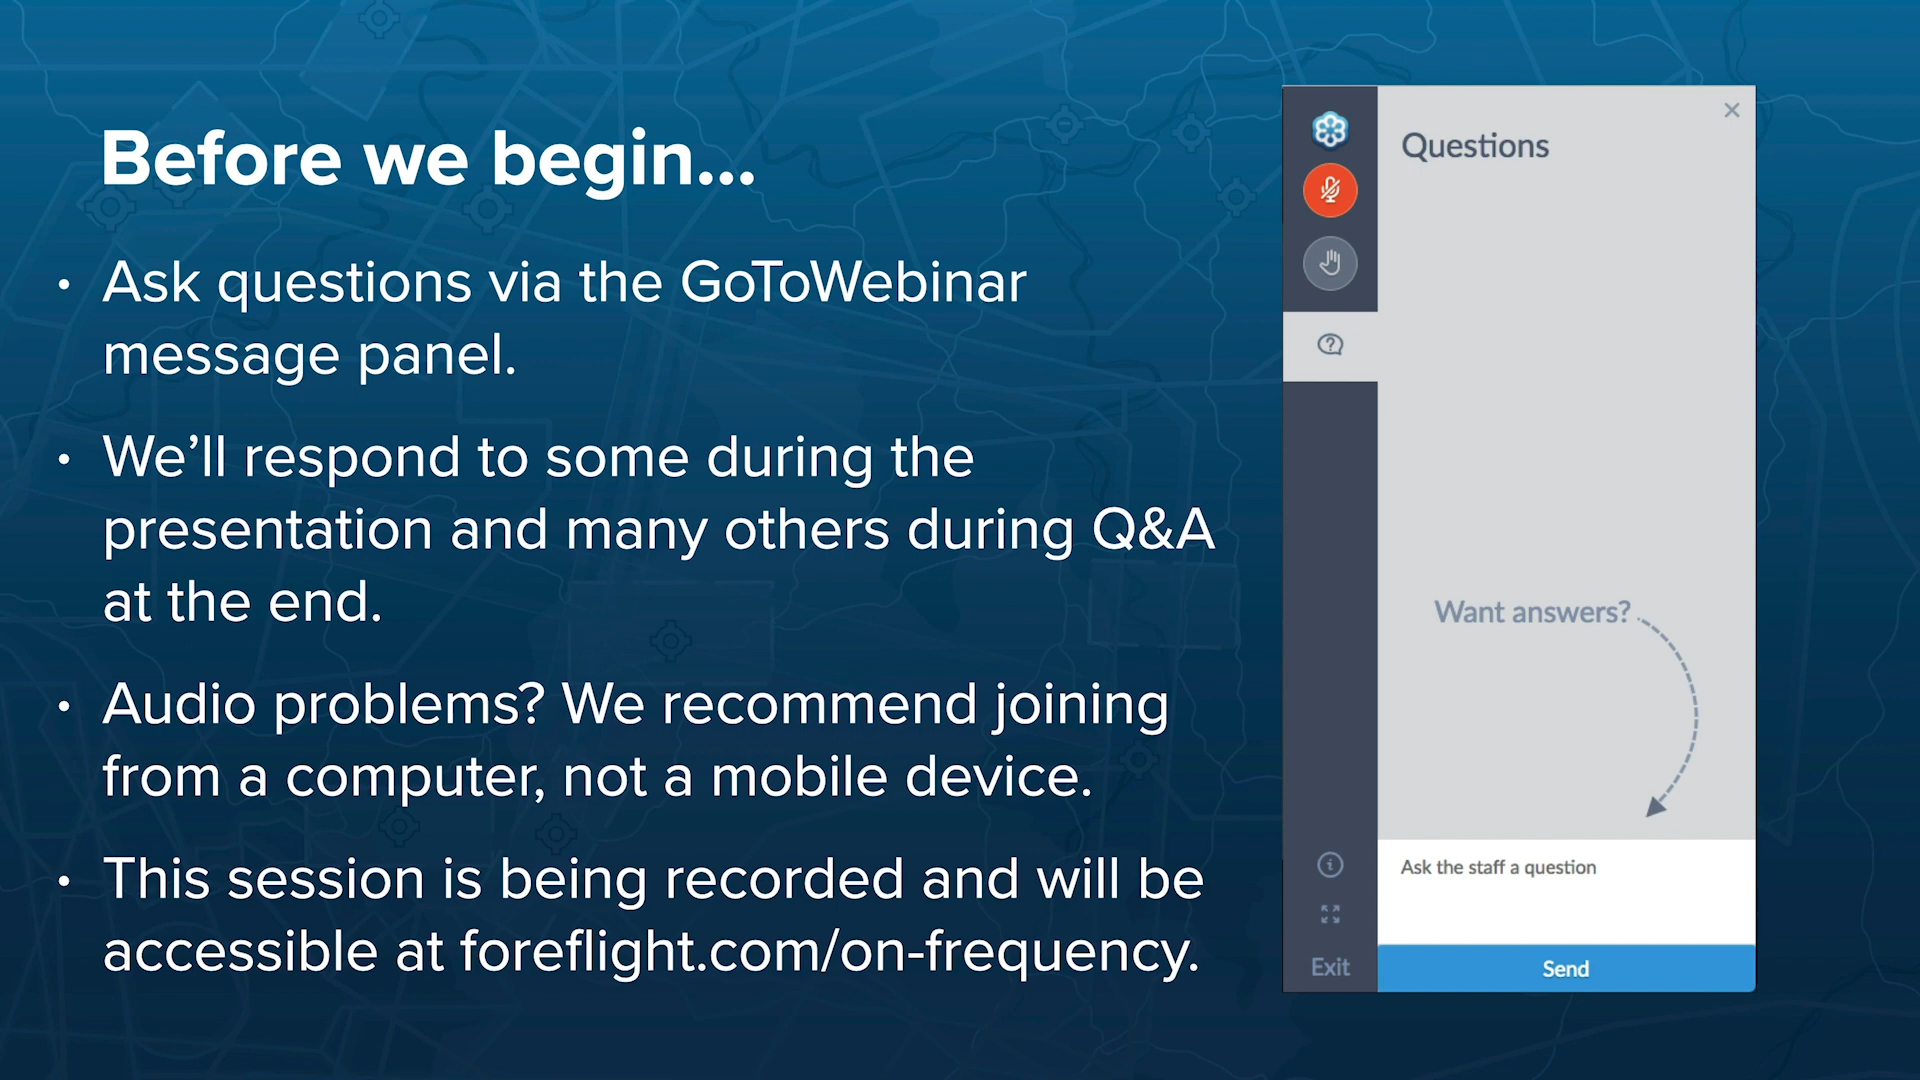 Before we begin...
• Ask questions via the GoToWebinar
message panel.
• We’ll respond to some during the
presentation and many others during Q&A
at the end.
• Audio problems? We recommend joining
from a computer, not a mobile device.
• This session is being recorded and will be
accessible at foreflight.com/on-frequency.
Questions
Want answers?
Ask the staff a question
Exit
Send